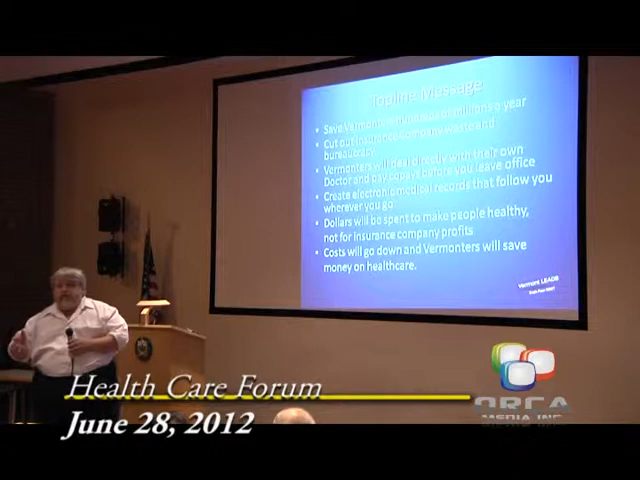 Topline Message
• Save Vermonters hundreds of millions a year
• Cut out Insurance Company waste and
bureaucracy
• Vermonters will deal directly with their own
Doctor and pay copays before you leave office
• Create electronic medical records that follow you
wherever you go
• Dollars will be spent to make people healthy,
not for insurance company profits
• Costs will go down and Vermonters will save
money on healthcare.
Vermont LEADS
Health Care Forum
June 28, 2012
ORCA
MEDIA INC